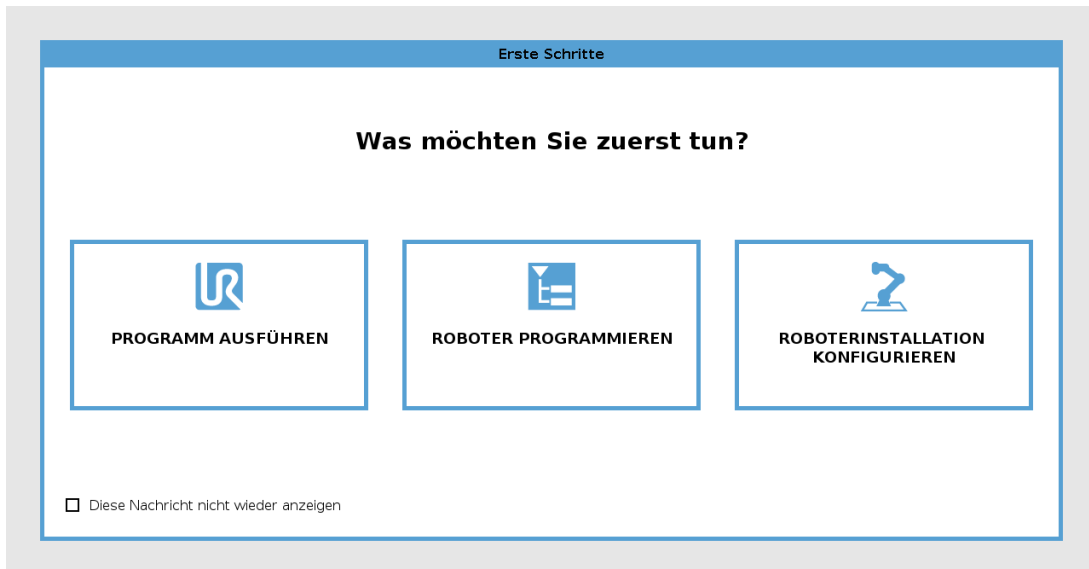 Erste Schritte
Was möchten Sie zuerst tun?
PROGRAMM AUSFÜHREN
ROBOTER PROGRAMMIEREN
ROBOTERINSTALLATION
KONFIGURIEREN
Diese Nachricht nicht wieder anzeigen